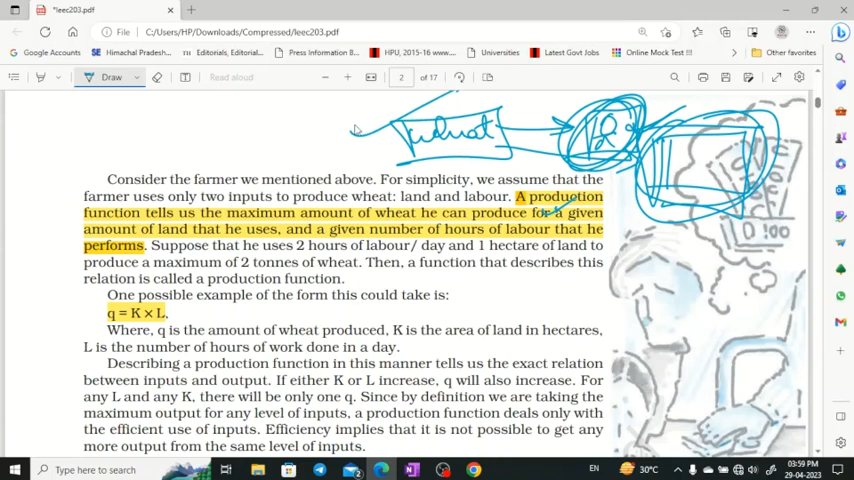 *leec203.pdf
File | C:/Users/HP/Downloads/Compressed/leec203.pdf
Google Accounts
SE Himachal Pradesh
Editorials, Editorial...
Press Information B...
HPU, 2015-16 www....
Universities
Latest Govt Jobs
Online Mock Test !!!
Other favorites
Draw
Read aloud
2 of 17
Consider the farmer we mentioned above. For simplicity, we assume that the
farmer uses only two inputs to produce wheat: land and labour. A production
function tells us the maximum amount of wheat he can produce for a given
amount of land that he uses, and a given number of hours of labour that he
performs. Suppose that he uses 2 hours of labour/ day and 1 hectare of land to
produce a maximum of 2 tonnes of wheat. Then, a function that describes this
relation is called a production function.
One possible example of the form this could take is:
q = K × L,
Where, q is the amount of wheat produced, K is the area of land in hectares,
L is the number of hours of work done in a day.
Describing a production function in this manner tells us the exact relation
between inputs and output. If either K or L increase, q will also increase. For
any L and any K, there will be only one q. Since by definition we are taking the
maximum output for any level of inputs, a production function deals only with
the efficient use of inputs. Efficiency implies that it is not possible to get any
more output from the same level of inputs.
Type here to search
2
30°C
EN
03:59 PM
29-04-2023